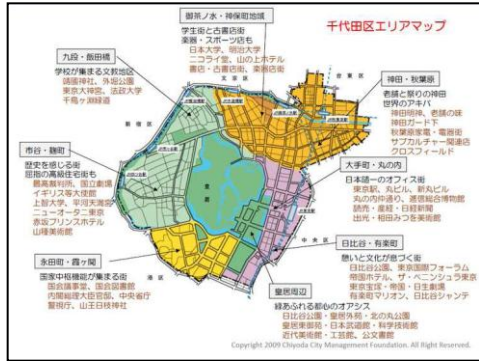 千代田区エリアマップ
御茶ノ水・神保町地域
学生街と古書店街
楽器・スポーツ店も
日本大学、明治大学
ニコライ堂、山の上ホテル
書店・古書店街、楽器店街
九段・飯田橋
学校が集まる文教地区
靖國神社、外堀公園
東京大神宮、法政大学
千鳥ヶ淵緑道
文京区
台東区
新宿区
神田・秋葉原
老舗と祭りの神田
世界のアキバ
神田明神、老舗の味
神田ガード下
秋葉原家電・電器街
サブカルチャー関連店
クロスフィールド
市谷・麹町
歴史を感じる街
屈指の高級住宅街も
最高裁判所、国立劇場
イギリス等大使館
上智大学、平河天満宮
ニューオータニ東京
赤坂プリンスホテル
山種美術館
皇居
大手町・丸の内
日本随一のオフィス街
東京駅、丸ビル、新丸ビル
丸の内仲通り、逓信総合博物館
読売・産経・日経新聞
出光・相田みつを美術館
中央区
日比谷・有楽町
憩いと文化が息づく街
日比谷公園、東京国際フォーラム
帝国ホテル、ザ・ペニンシュラ東京
東京宝塚・帝国・日生劇場
有楽町マリオン、日比谷シャンテ
永田町・霞ヶ関
国家中枢機能が集まる街
国会議事堂、国会図書館
内閣総理大臣官邸、中央省庁
警視庁、山王日枝神社
港区
皇居周辺
緑あふれる都心のオアシス
日比谷公園・皇居外苑・北の丸公園
皇居東御苑・日本武道館・科学技術館
近代美術館・工芸館、公文書館
Copyright 2009 Chiyoda City Management Foundation. All Rights Reserved.